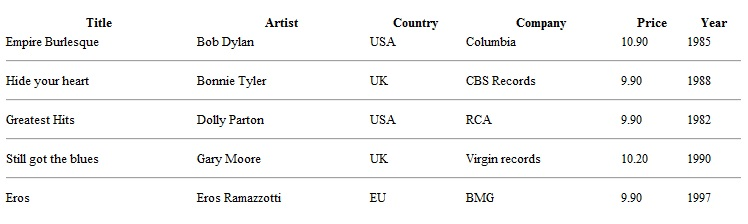 Title Artist Country Company Price Year
Empire Burlesque Bob Dylan USA Columbia 10.90 1985
Hide your heart Bonnie Tyler UK CBS Records 9.90 1988
Greatest Hits Dolly Parton USA RCA 9.90 1982
Still got the blues Gary Moore UK Virgin records 10.20 1990
Eros Eros Ramazzotti EU BMG 9.90 1997